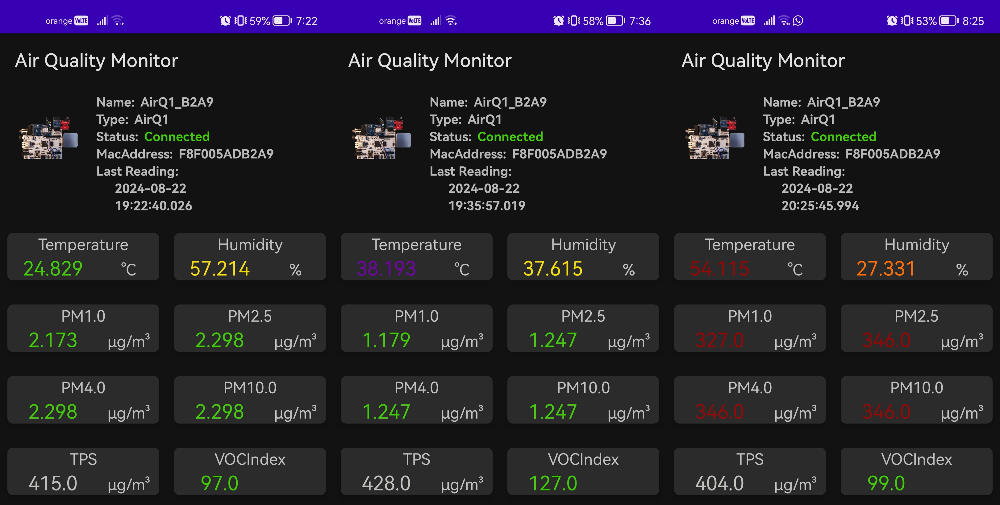 orange VoLTE 59% 7:22
Air Quality Monitor
Name: AirQ1_B2A9
Type: AirQ1
Status: Connected
MacAddress: F8F005ADB2A9
Last Reading:
2024-08-22
19:22:40.026
Temperature
24.829 °C
Humidity
57.214 %
PM1.0
2.173 µg/m³
PM2.5
2.298 µg/m³
PM4.0
2.298 µg/m³
PM10.0
2.298 µg/m³
TPS
415.0 µg/m³
VOCIndex
97.0
orange VoLTE 58% 7:36
Air Quality Monitor
Name: AirQ1_B2A9
Type: AirQ1
Status: Connected
MacAddress: F8F005ADB2A9
Last Reading:
2024-08-22
19:35:57.019
Temperature
38.193 °C
Humidity
37.615 %
PM1.0
1.179 µg/m³
PM2.5
1.247 µg/m³
PM4.0
1.247 µg/m³
PM10.0
1.247 µg/m³
TPS
428.0 µg/m³
VOCIndex
127.0
orange VoLTE 53% 8:25
Air Quality Monitor
Name: AirQ1_B2A9
Type: AirQ1
Status: Connected
MacAddress: F8F005ADB2A9
Last Reading:
2024-08-22
20:25:45.994
Temperature
54.115 °C
Humidity
27.331 %
PM1.0
327.0 µg/m³
PM2.5
346.0 µg/m³
PM4.0
346.0 µg/m³
PM10.0
346.0 µg/m³
TPS
404.0 µg/m³
VOCIndex
99.0